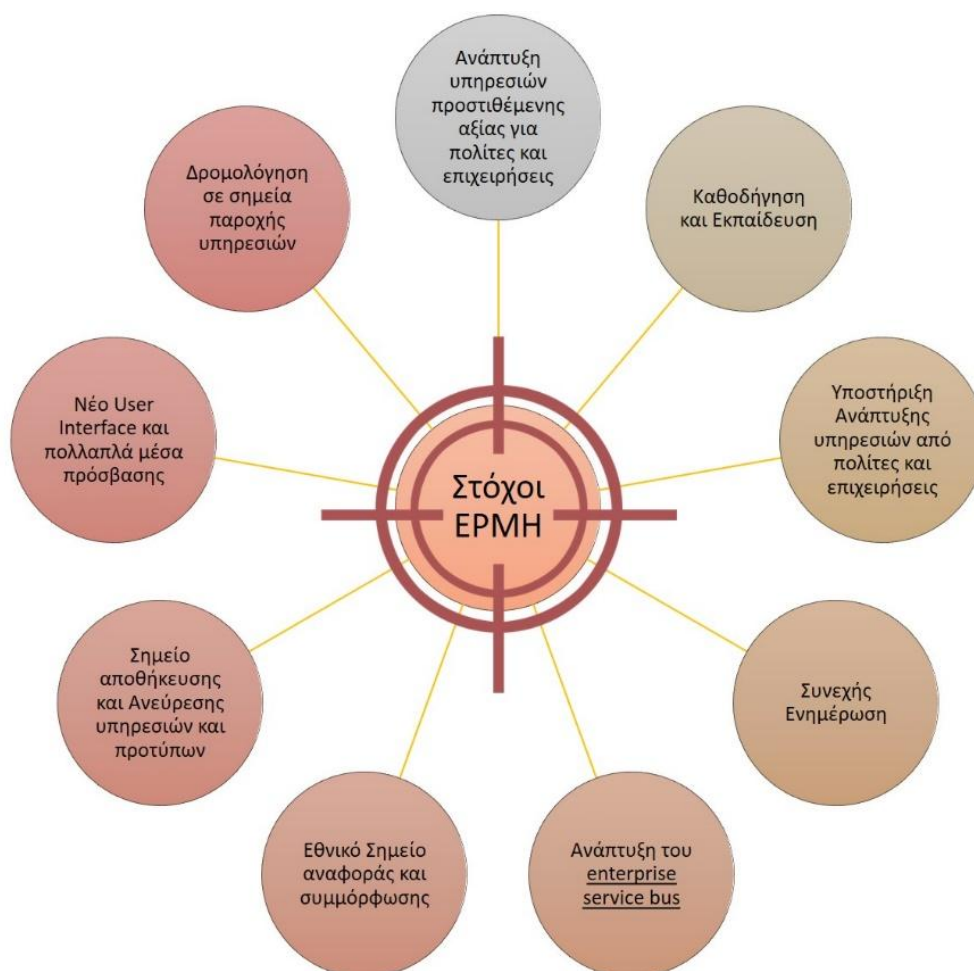 Ανάπτυξη
υπηρεσιών
προστιθέμενης
αξίας για
πολίτες και
επιχειρήσεις
Καθοδήγηση
και Εκπαίδευση
Υποστήριξη
Ανάπτυξης
υπηρεσιών από
πολίτες και
επιχειρήσεις
Συνεχής
Ενημέρωση
Ανάπτυξη του
enterprise
service bus
Εθνικό Σημείο
αναφοράς και
συμμόρφωσης
Σημείο
αποθήκευσης
και Ανεύρεσης
υπηρεσιών και
προτύπων
Νέο User
Interface και
πολλαπλά μέσα
πρόσβασης
Δρομολόγηση
σε σημεία
παροχής
υπηρεσιών
Στόχοι
ΕΡΜΗ